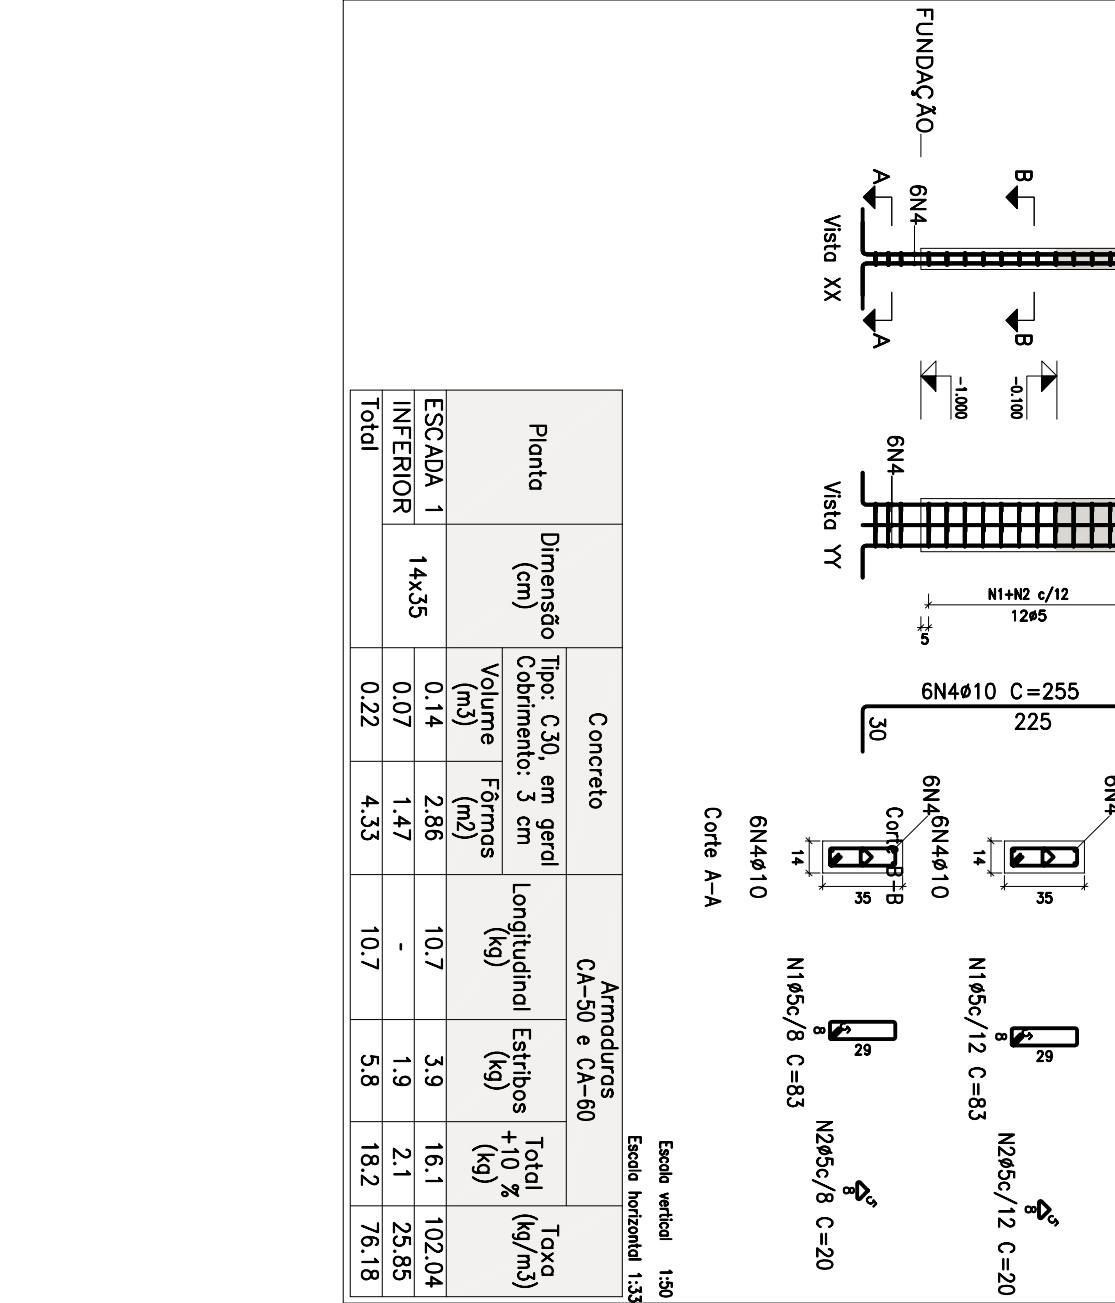 FUNDAÇÃO
A
A
6N4
Vista XX
B
B
-1.000
-0.100
6N4
Vista YY
N1+N2 c/12
12ø5
5
6N4ø10 C=255
225
30
6N4
14
35
6N4ø10
Corte B-B
6N4
14
35
6N4ø10
Corte A-A
29
8
5
N1ø5c/12 C=83
8
5
N2ø5c/12 C=20
29
8
5
N1ø5c/8 C=83
8
5
N2ø5c/8 C=20
Escala vertical 1:50
Escala horizontal 1:33
Planta
Dimensão
(cm)
Concreto
Tipo: C30, em geral
Cobrimento: 3 cm
Volume
(m3)
Fôrmas
(m2)
Armaduras
CA-50 e CA-60
Longitudinal
(kg)
Estribos
(kg)
Total
+10 %
(kg)
Taxa
(kg/m3)
ESCADA 1 14x35 0.14 2.86 10.7 3.9 16.1 102.04
INFERIOR 0.07 1.47 - 1.9 2.1 25.85
Total 0.22 4.33 10.7 5.8 18.2 76.18